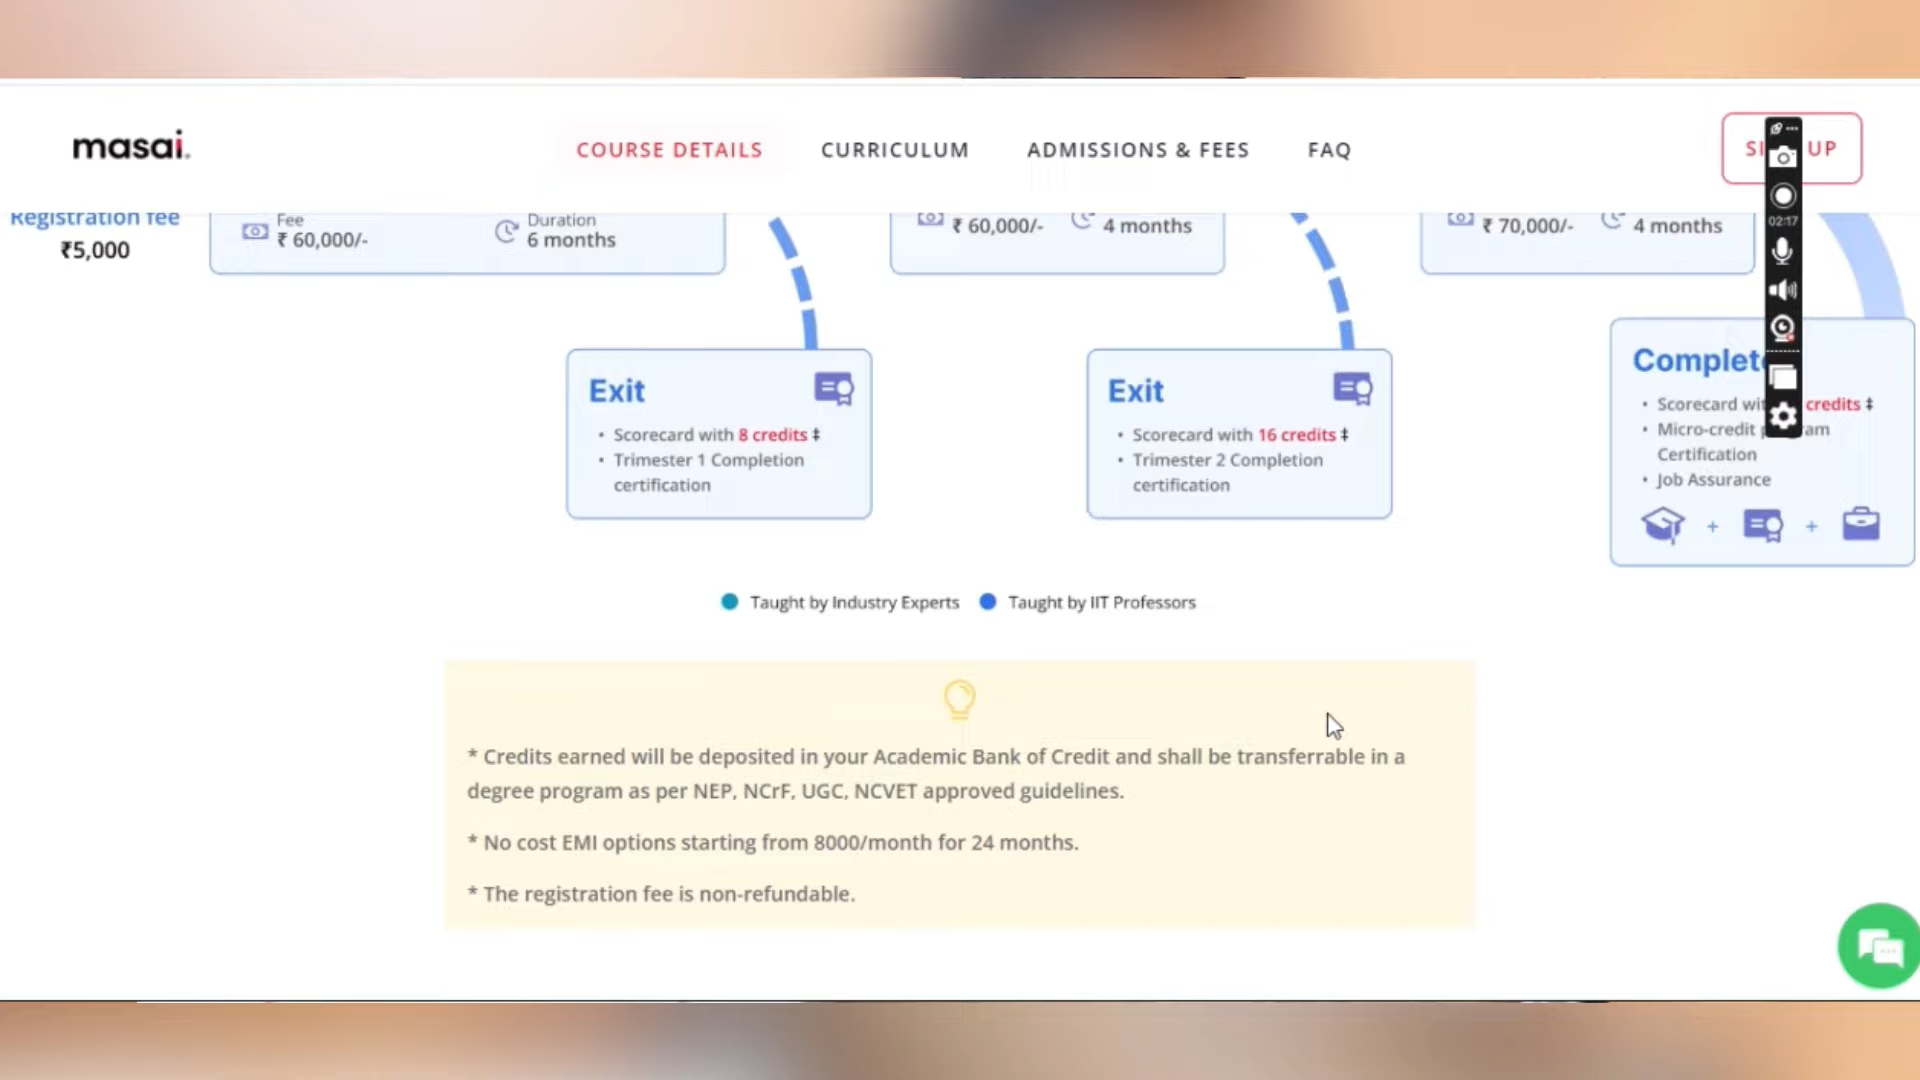 masai.
COURSE DETAILS
CURRICULUM
ADMISSIONS & FEES
FAQ
UP
02:17
Registration fee
₹5,000
Fee
₹ 60,000/-
Duration
6 months
₹ 60,000/-
4 months
₹ 70,000/-
4 months
Exit
• Scorecard with 8 credits ‡
• Trimester 1 Completion
certification
Exit
• Scorecard with 16 credits ‡
• Trimester 2 Completion
certification
• Scorecard credits ‡
• Micro-credit
Certification
• Job Assurance
+ +
Taught by Industry Experts
Taught by IIT Professors
* Credits earned will be deposited in your Academic Bank of Credit and shall be transferrable in a
degree program as per NEP, NCrF, UGC, NCVET approved guidelines.
* No cost EMI options starting from 8000/month for 24 months.
* The registration fee is non-refundable.